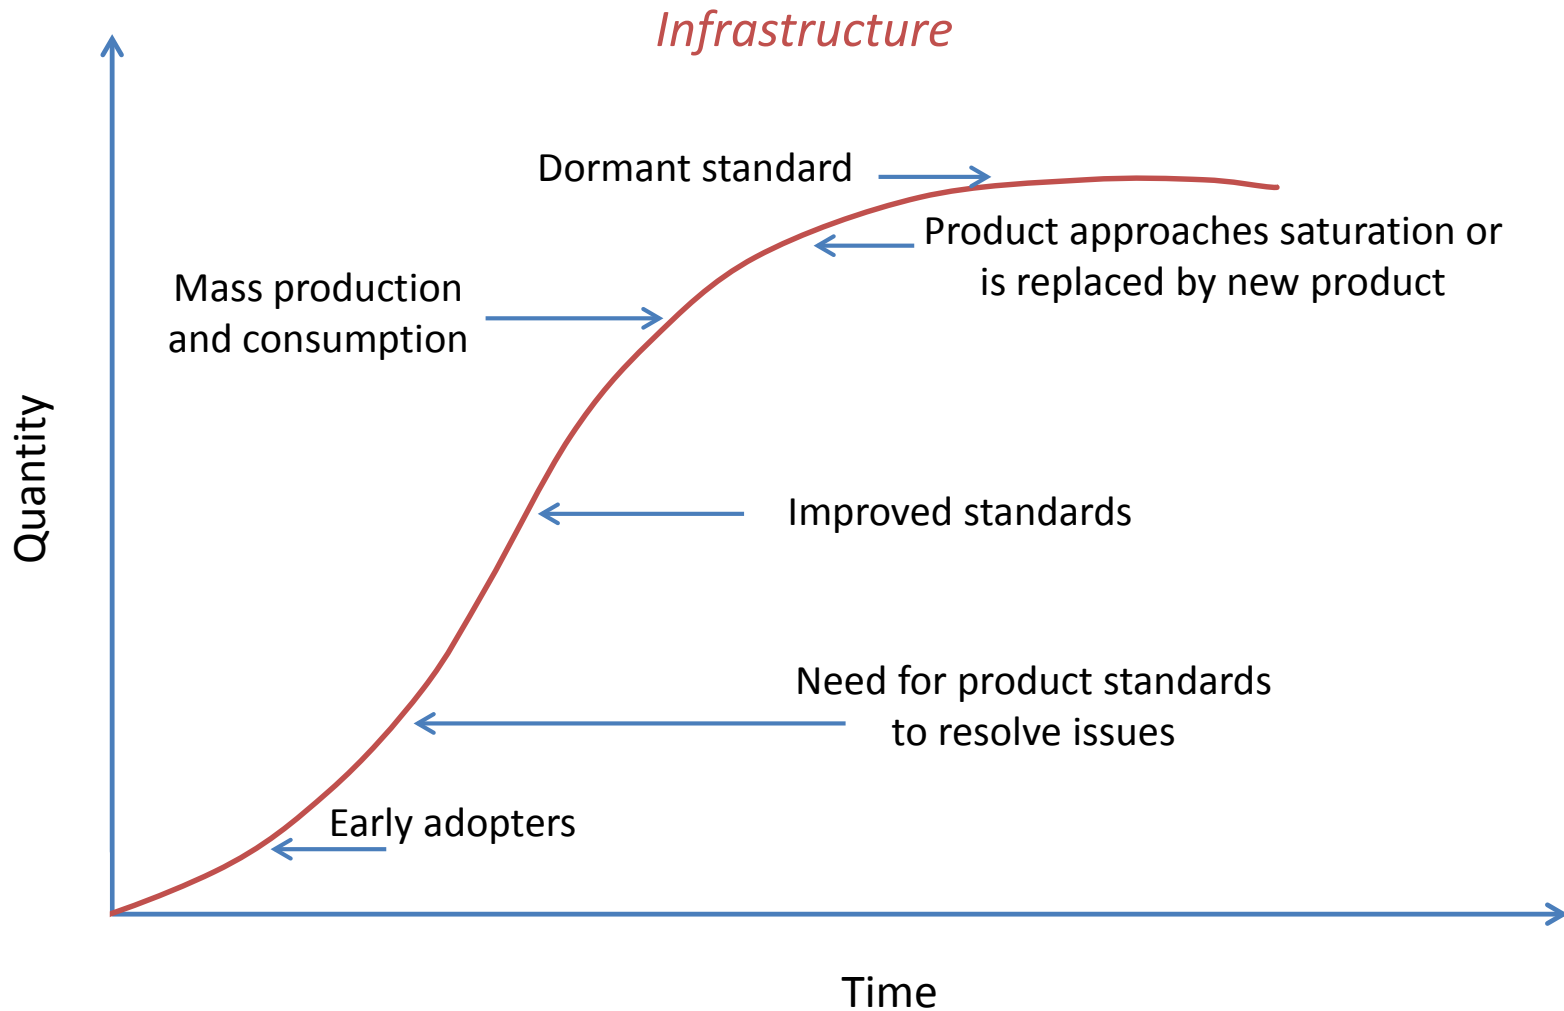 Infrastructure
Dormant standard
Product approaches saturation or
is replaced by new product
Mass production
and consumption
Quantity
Improved standards
Need for product standards
to resolve issues
Early adopters
Time